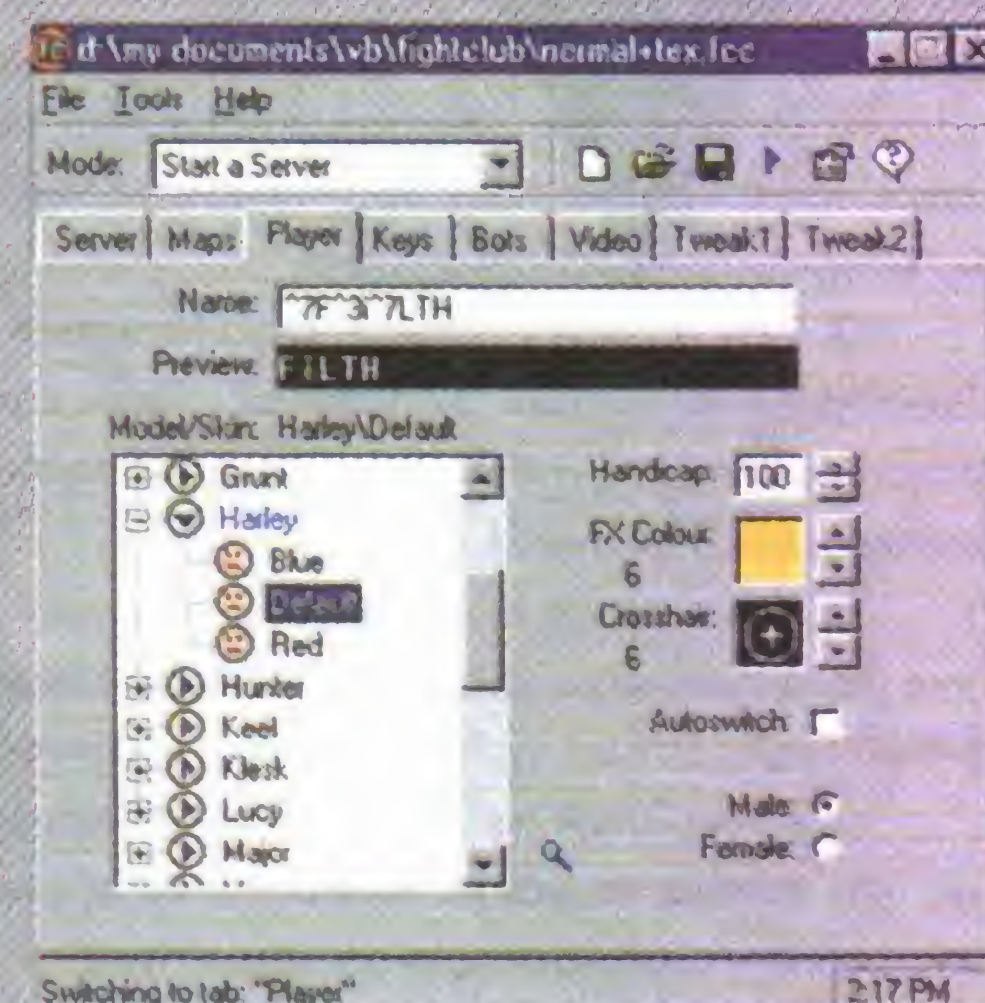 d:\my documents\vb\fightclub\normal+tex.fcc
File Tools Help
Mode: Start a Server
Server Maps Player Keys Bots Video Tweak1 Tweak2
Name: ^7F^3i^7LTH
Preview: FILTH
Model/Skin: Harley\Default
Grunt
Harley
Blue
Default
Red
Hunter
Keel
Klesk
Lucy
Major
Handicap: 100
FX Colour:
6
Crosshair:
6
Autoswitch:
Male:
Female:
Switching to tab: "Player" 2:17 PM